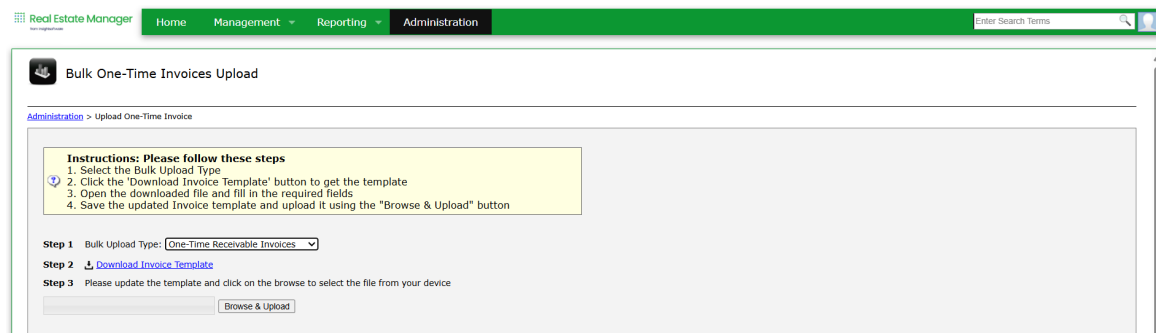 Real Estate Manager
Home Management Reporting Administration
Enter Search Terms
Bulk One-Time Invoices Upload
Administration > Upload One-Time Invoice
Instructions: Please follow these steps
1. Select the Bulk Upload Type
2. Click the 'Download Invoice Template' button to get the template
3. Open the downloaded file and fill in the required fields
4. Save the updated Invoice template and upload it using the "Browse & Upload" button
Step 1 Bulk Upload Type: One-Time Receivable Invoices
Step 2 Download Invoice Template
Step 3 Please update the template and click on the browse to select the file from your device
Browse & Upload